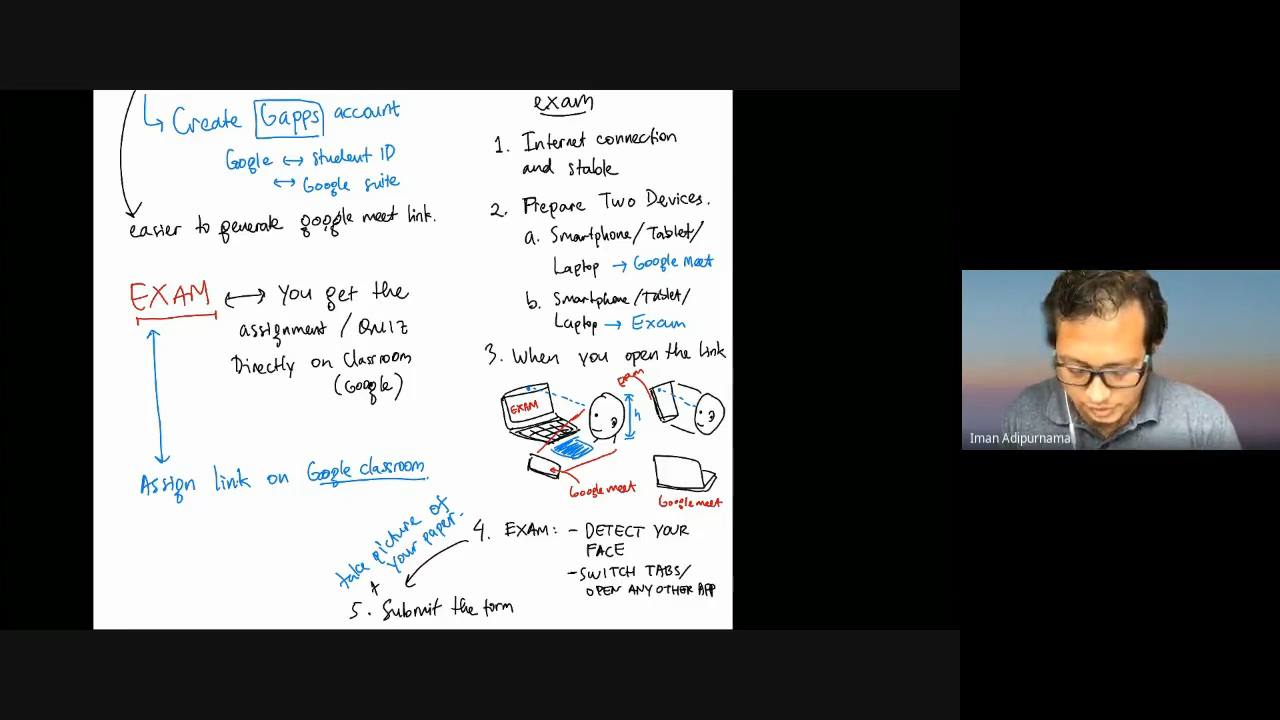 ↳ Create Gapps account
Google ↔ student ID
↔ Google suite
easier to generate google meet link.
EXAM ↔ You get the
assignment / QUIZ
Directly on Classroom
(Google)
Assign link on Google classroom.
exam
1. Internet connection
and stable
2. Prepare Two Devices.
a. Smartphone/Tablet/
Laptop → Google Meet
b. Smartphone/Tablet/
Laptop → Exam
3. When you open the link
Exam
EXAM
h
Google meet
Google meet
4. EXAM: - DETECT YOUR
FACE
- SWITCH TABS/
OPEN ANY OTHER APP
take picture of
your paper.
+
5. Submit the form
Iman Adipurnama